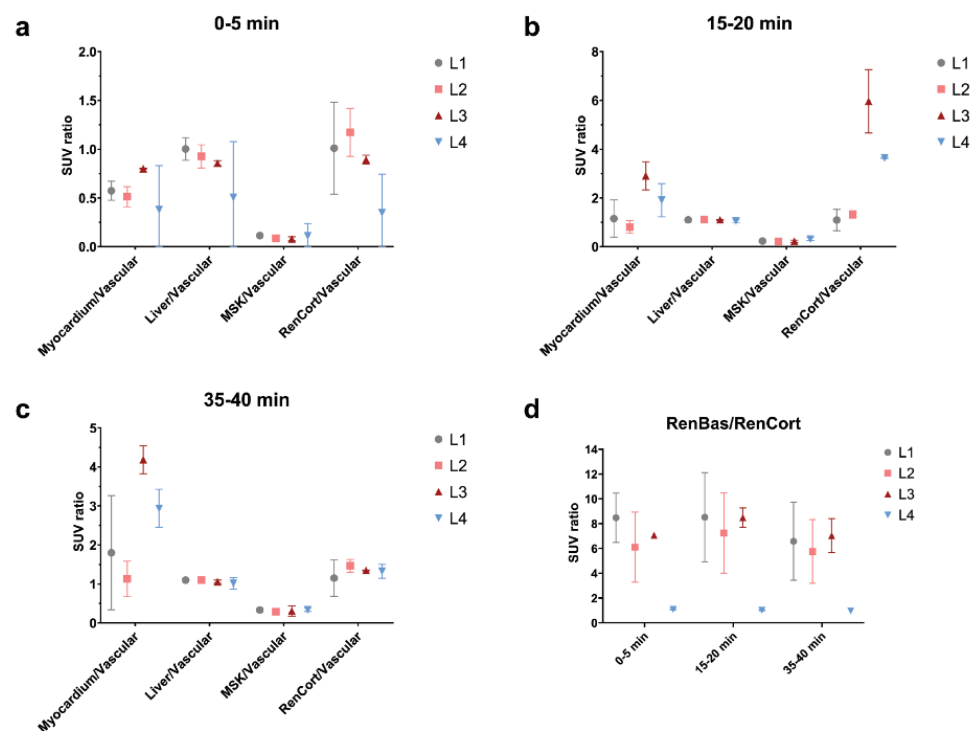 a
0-5 min
2.0
1.5
1.0
0.5
0.0
SUV ratio
Myocardium/Vascular
Liver/Vascular
MSK/Vascular
RenCort/Vascular
L1
L2
L3
L4
b
15-20 min
8
6
4
2
0
SUV ratio
Myocardium/Vascular
Liver/Vascular
MSK/Vascular
RenCort/Vascular
L1
L2
L3
L4
c
35-40 min
5
4
3
2
1
0
SUV ratio
Myocardium/Vascular
Liver/Vascular
MSK/Vascular
RenCort/Vascular
L1
L2
L3
L4
d
RenBas/RenCort
14
12
10
8
6
4
2
0
SUV ratio
0-5 min
15-20 min
35-40 min
L1
L2
L3
L4